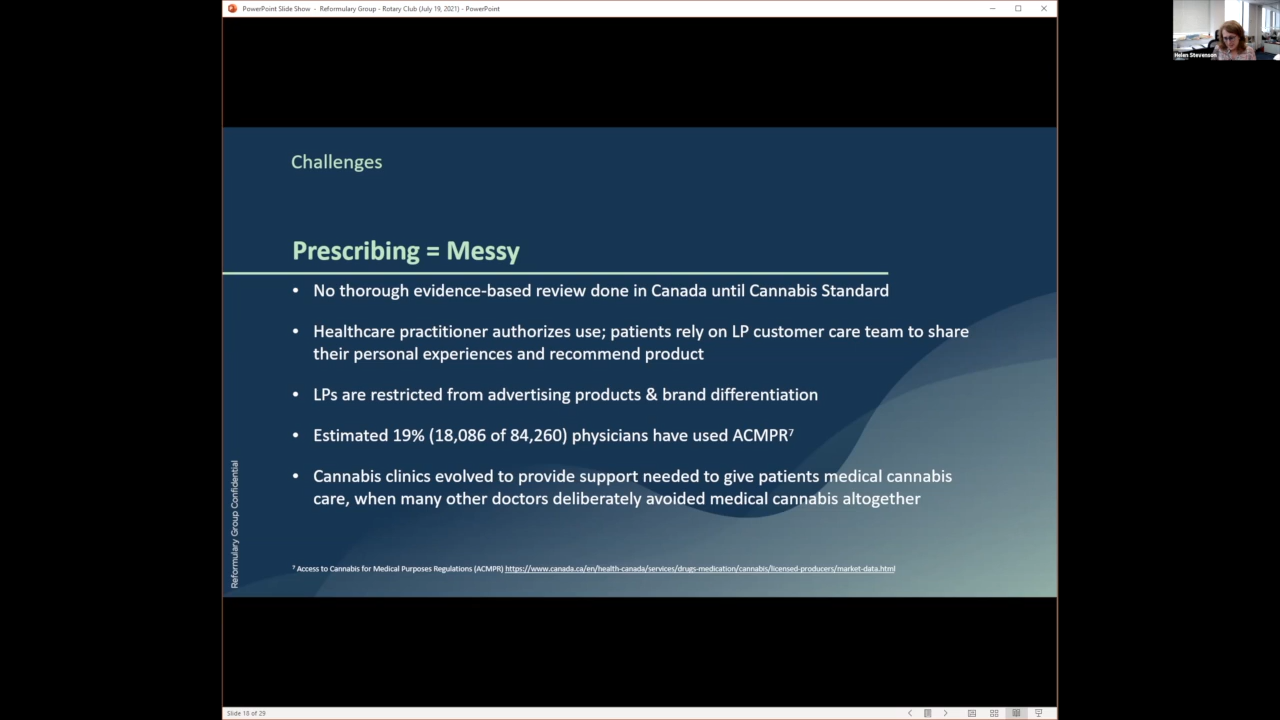 PowerPoint Slide Show - Reformulary Group - Rotary Club (July 19, 2021) - PowerPoint
Helen Stevenson
Challenges
Prescribing = Messy
• No thorough evidence-based review done in Canada until Cannabis Standard
• Healthcare practitioner authorizes use; patients rely on LP customer care team to share
their personal experiences and recommend product
• LPs are restricted from advertising products & brand differentiation
• Estimated 19% (18,086 of 84,260) physicians have used ACMPR⁷
• Cannabis clinics evolved to provide support needed to give patients medical cannabis
care, when many other doctors deliberately avoided medical cannabis altogether
Reformulary Group Confidential
⁷ Access to Cannabis for Medical Purposes Regulations (ACMPR) https://www.canada.ca/en/health-canada/services/drugs-medication/cannabis/licensed-producers/market-data.html
Slide 18 of 29